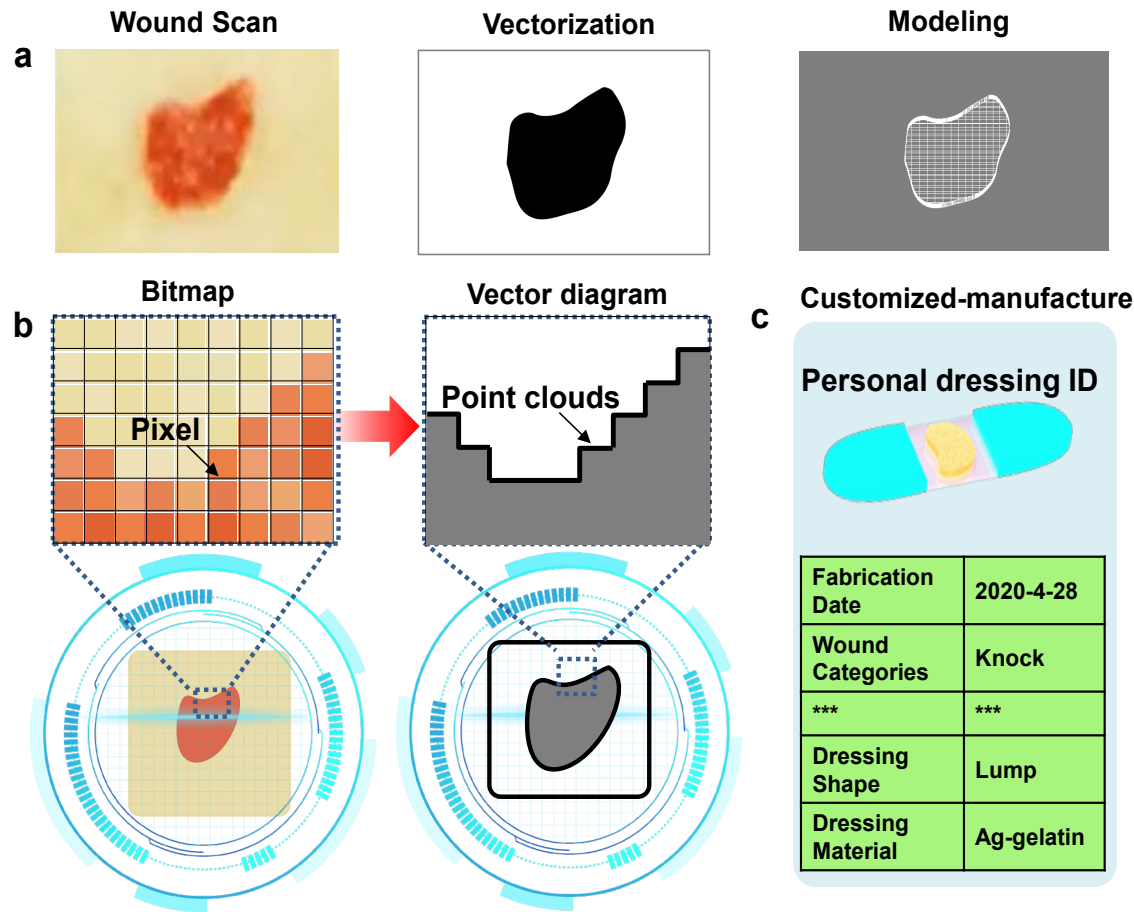 Wound Scan
Vectorization
Modeling
a
Bitmap
Vector diagram
Customized-manufacture
b
c
Pixel
Point clouds
Personal dressing ID
Fabrication
Date
2020-4-28
Wound
Categories
Knock
***
***
Dressing
Shape
Lump
Dressing
Material
Ag-gelatin